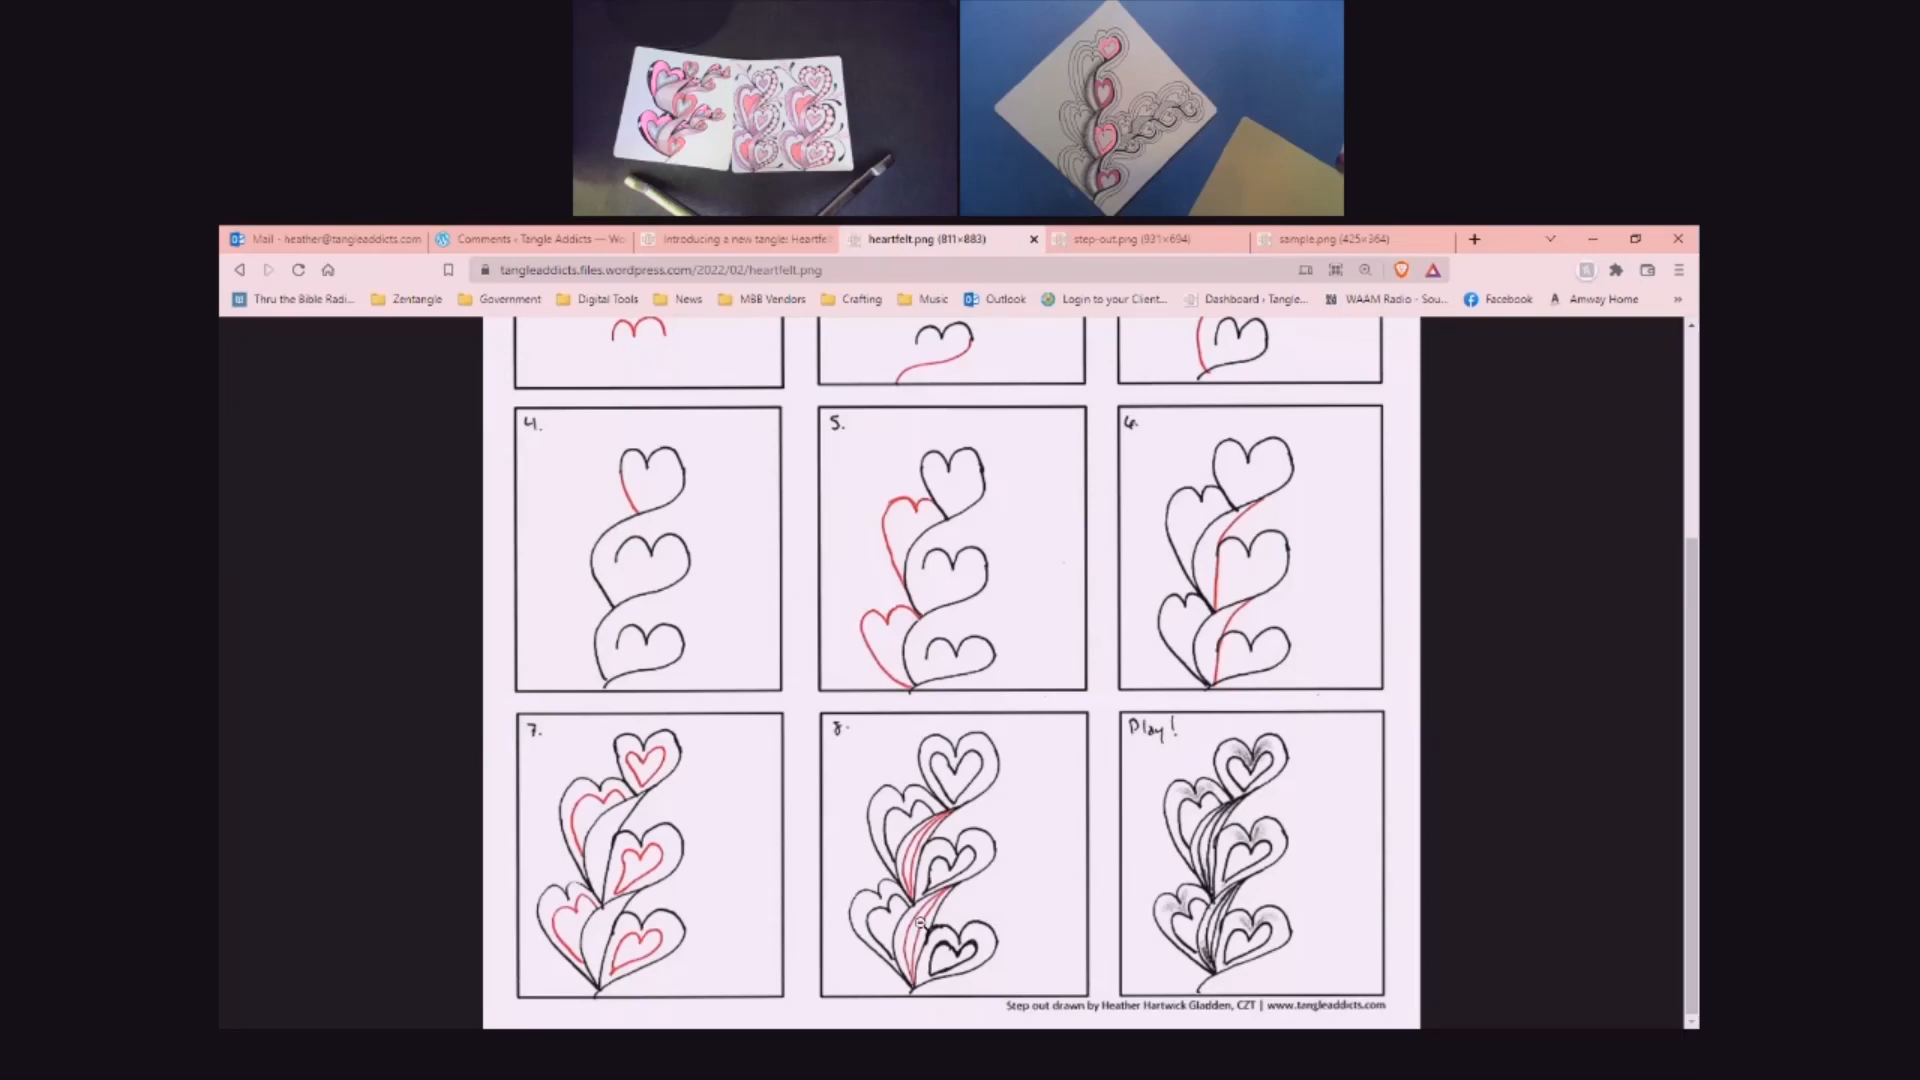 Mail - heather@tangleaddicts.com
Comments ‹ Tangle Addicts — Wo
Introducing a new tangle! Heartfe
heartfelt.png (811×883)
step-out.png (931×694)
sample.png (425×364)
tangleaddicts.files.wordpress.com/2022/02/heartfelt.png
Thru the Bible Radi...
Zentangle
Government
Digital Tools
News
MBB Vendors
Crafting
Music
Outlook
Login to your Client...
Dashboard ‹ Tangle...
WAAM Radio - Sou...
Facebook
Amway Home
»
4.
5.
6.
7.
8.
Play!
Step out drawn by Heather Hartwick Gladden, CZT | www.tangleaddicts.com